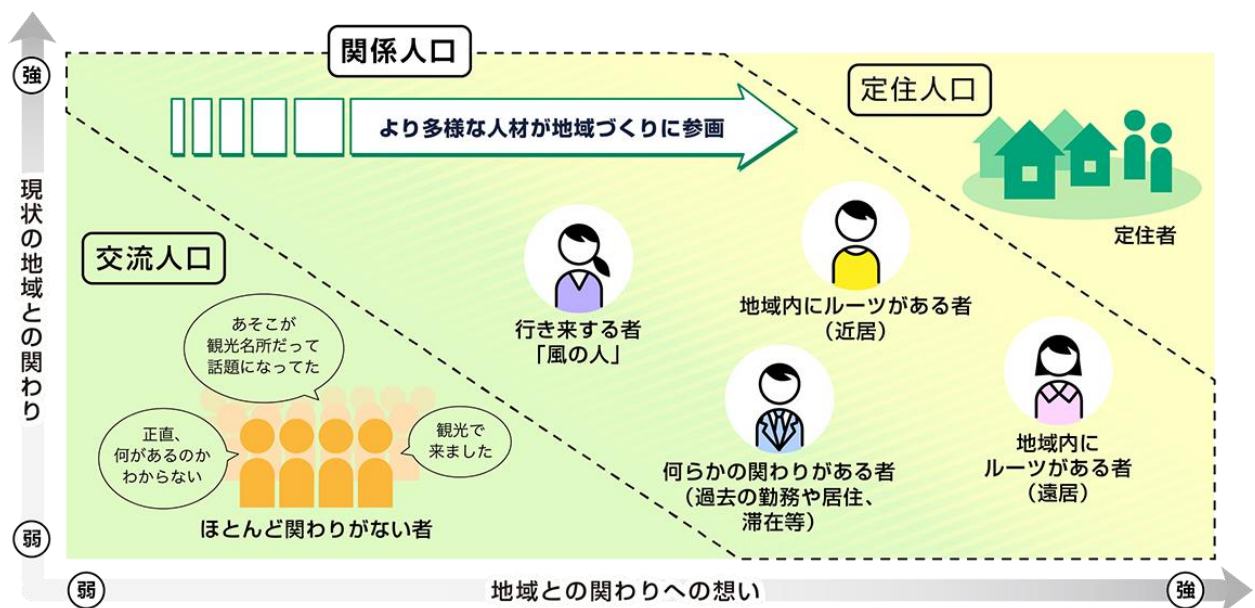 関係人口
強
定住人口
より多様な人材が地域づくりに参画
現状の地域との関わり
定住者
交流人口
あそこが
観光名所だって
話題になってた
地域内にルーツがある者
（近居）
行き来する者
「風の人」
正直、
何があるのか
わからない
観光で
来ました
何らかの関わりがある者
（過去の勤務や居住、
滞在等）
地域内に
ルーツがある者
（遠居）
ほとんど関わりがない者
弱
弱
地域との関わりへの想い
強